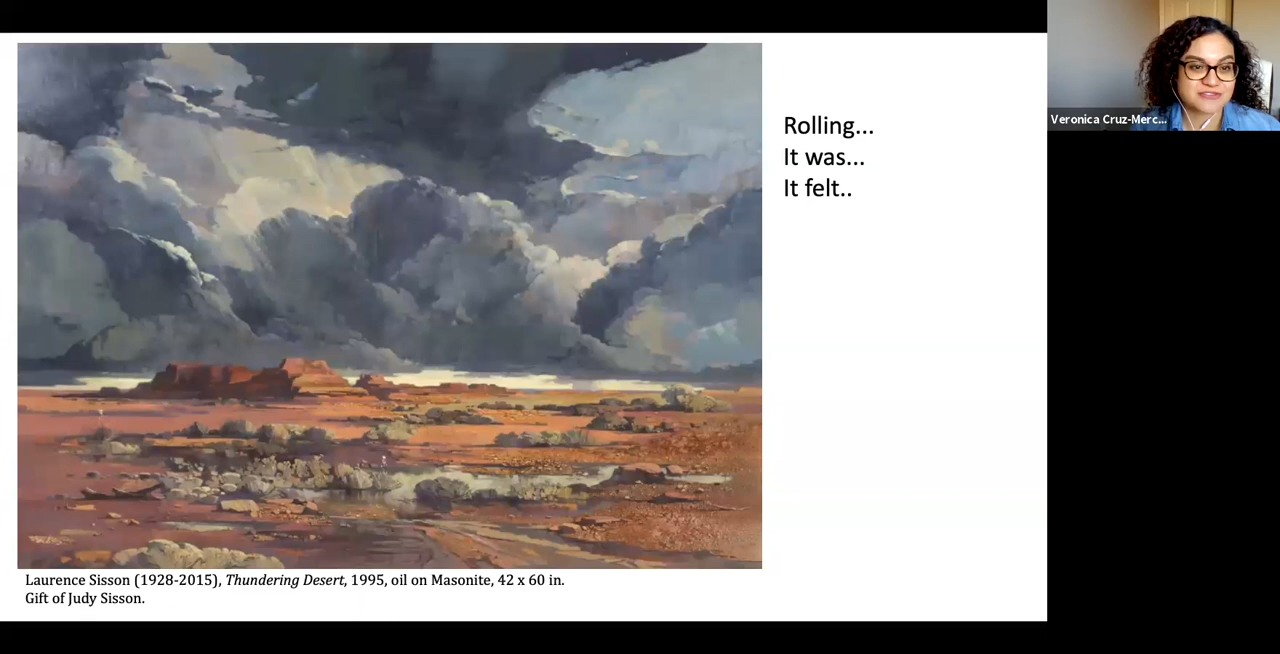 Rolling...
It was...
It felt..
Veronica Cruz-Merc...
Laurence Sisson (1928-2015), Thundering Desert, 1995, oil on Masonite, 42 x 60 in.
Gift of Judy Sisson.